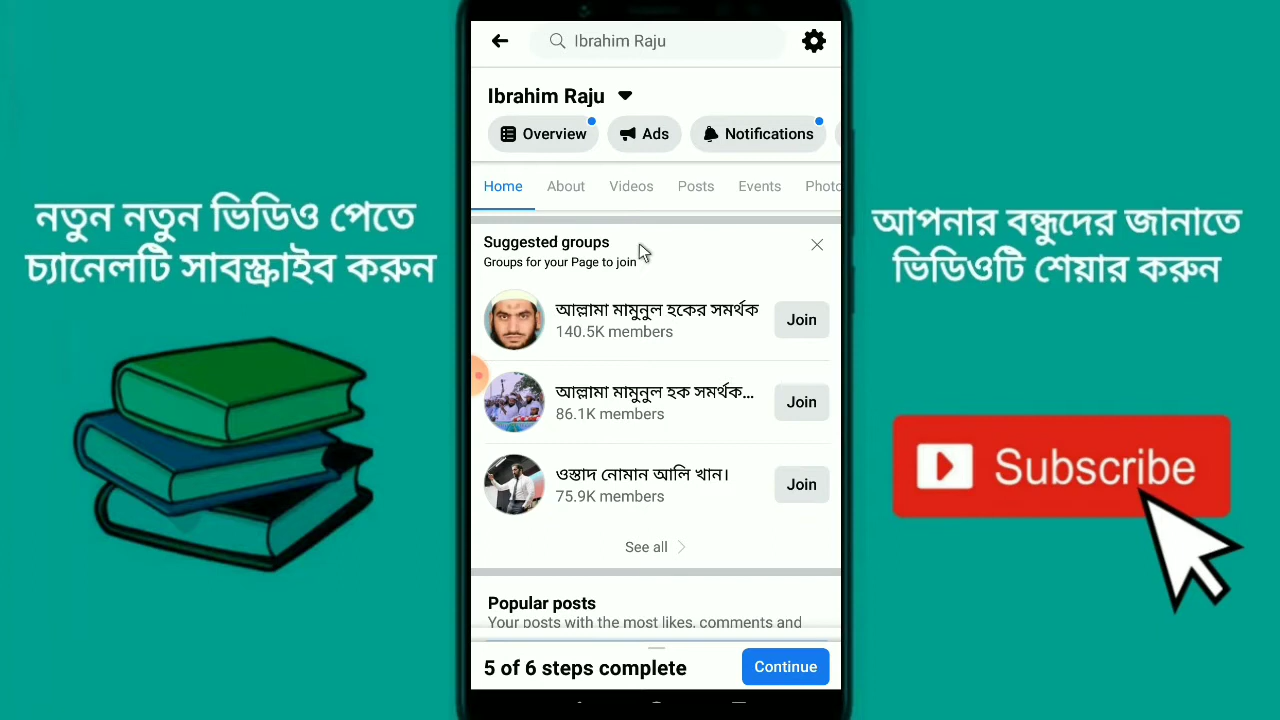 Ibrahim Raju
Ibrahim Raju
Overview
Ads
Notifications
Home
About
Videos
Posts
Events
Photo
নতুন নতুন ভিডিও পেতে
চ্যানেলটি সাবস্ক্রাইব করুন
Suggested groups
Groups for your Page to join
আল্লামা মামুনুল হকের সমর্থক
140.5K members
Join
আল্লামা মামুনুল হক সমর্থক...
86.1K members
Join
ওস্তাদ নোমান আলি খান।
75.9K members
Join
See all
Popular posts
Your posts with the most likes, comments and
5 of 6 steps complete
Continue
আপনার বন্ধুদের জানাতে
ভিডিওটি শেয়ার করুন
Subscribe